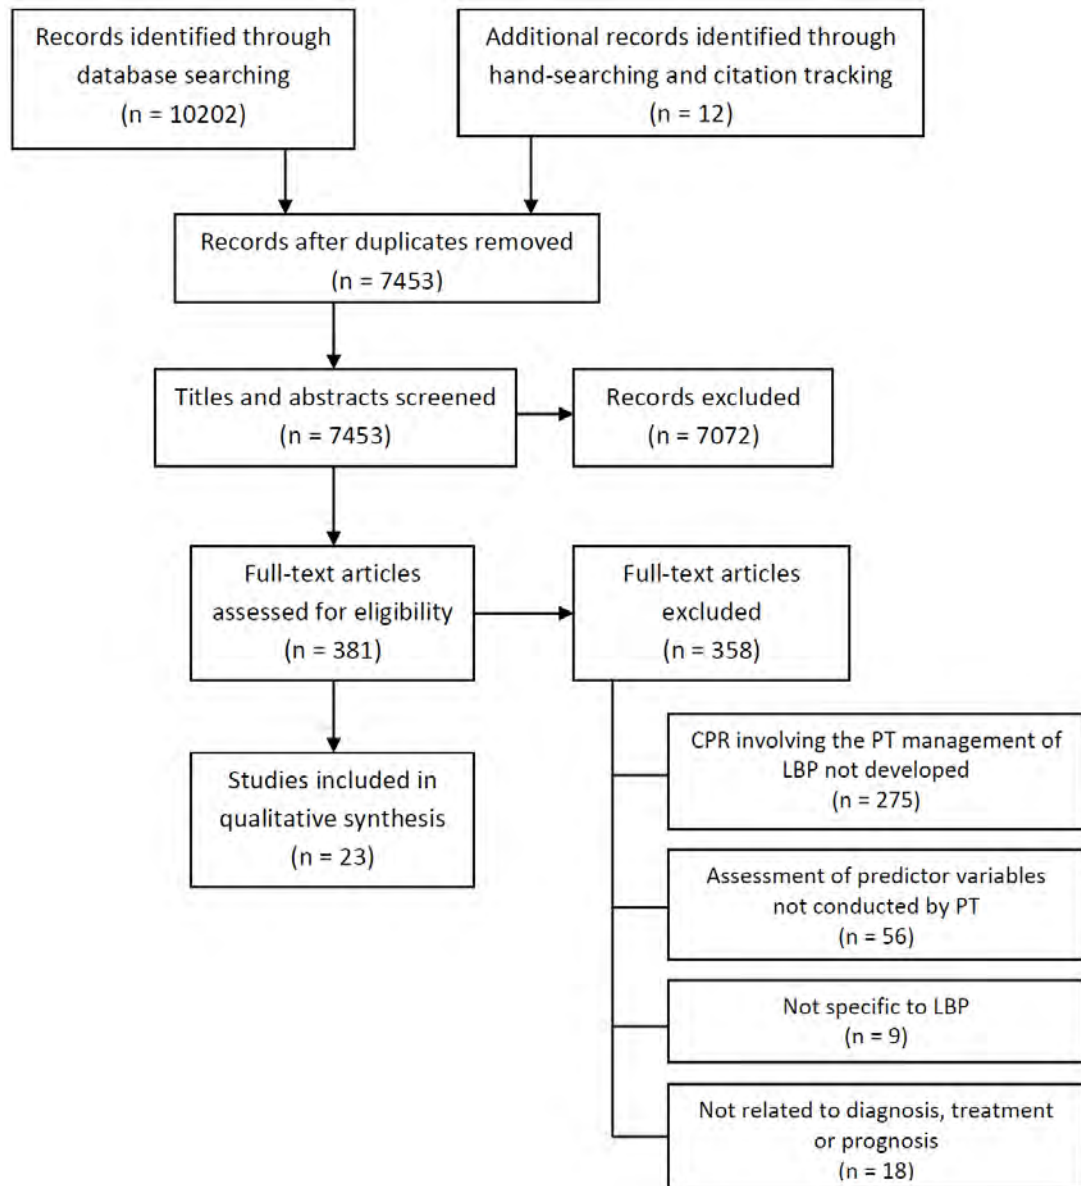 Records identified through
database searching
(n = 10202)
Additional records identified through
hand-searching and citation tracking
(n = 12)
Records after duplicates removed
(n = 7453)
Titles and abstracts screened
(n = 7453)
Records excluded
(n = 7072)
Full-text articles
assessed for eligibility
(n = 381)
Full-text articles
excluded
(n = 358)
Studies included in
qualitative synthesis
(n = 23)
CPR involving the PT management of
LBP not developed
(n = 275)
Assessment of predictor variables
not conducted by PT
(n = 56)
Not specific to LBP
(n = 9)
Not related to diagnosis, treatment
or prognosis
(n = 18)